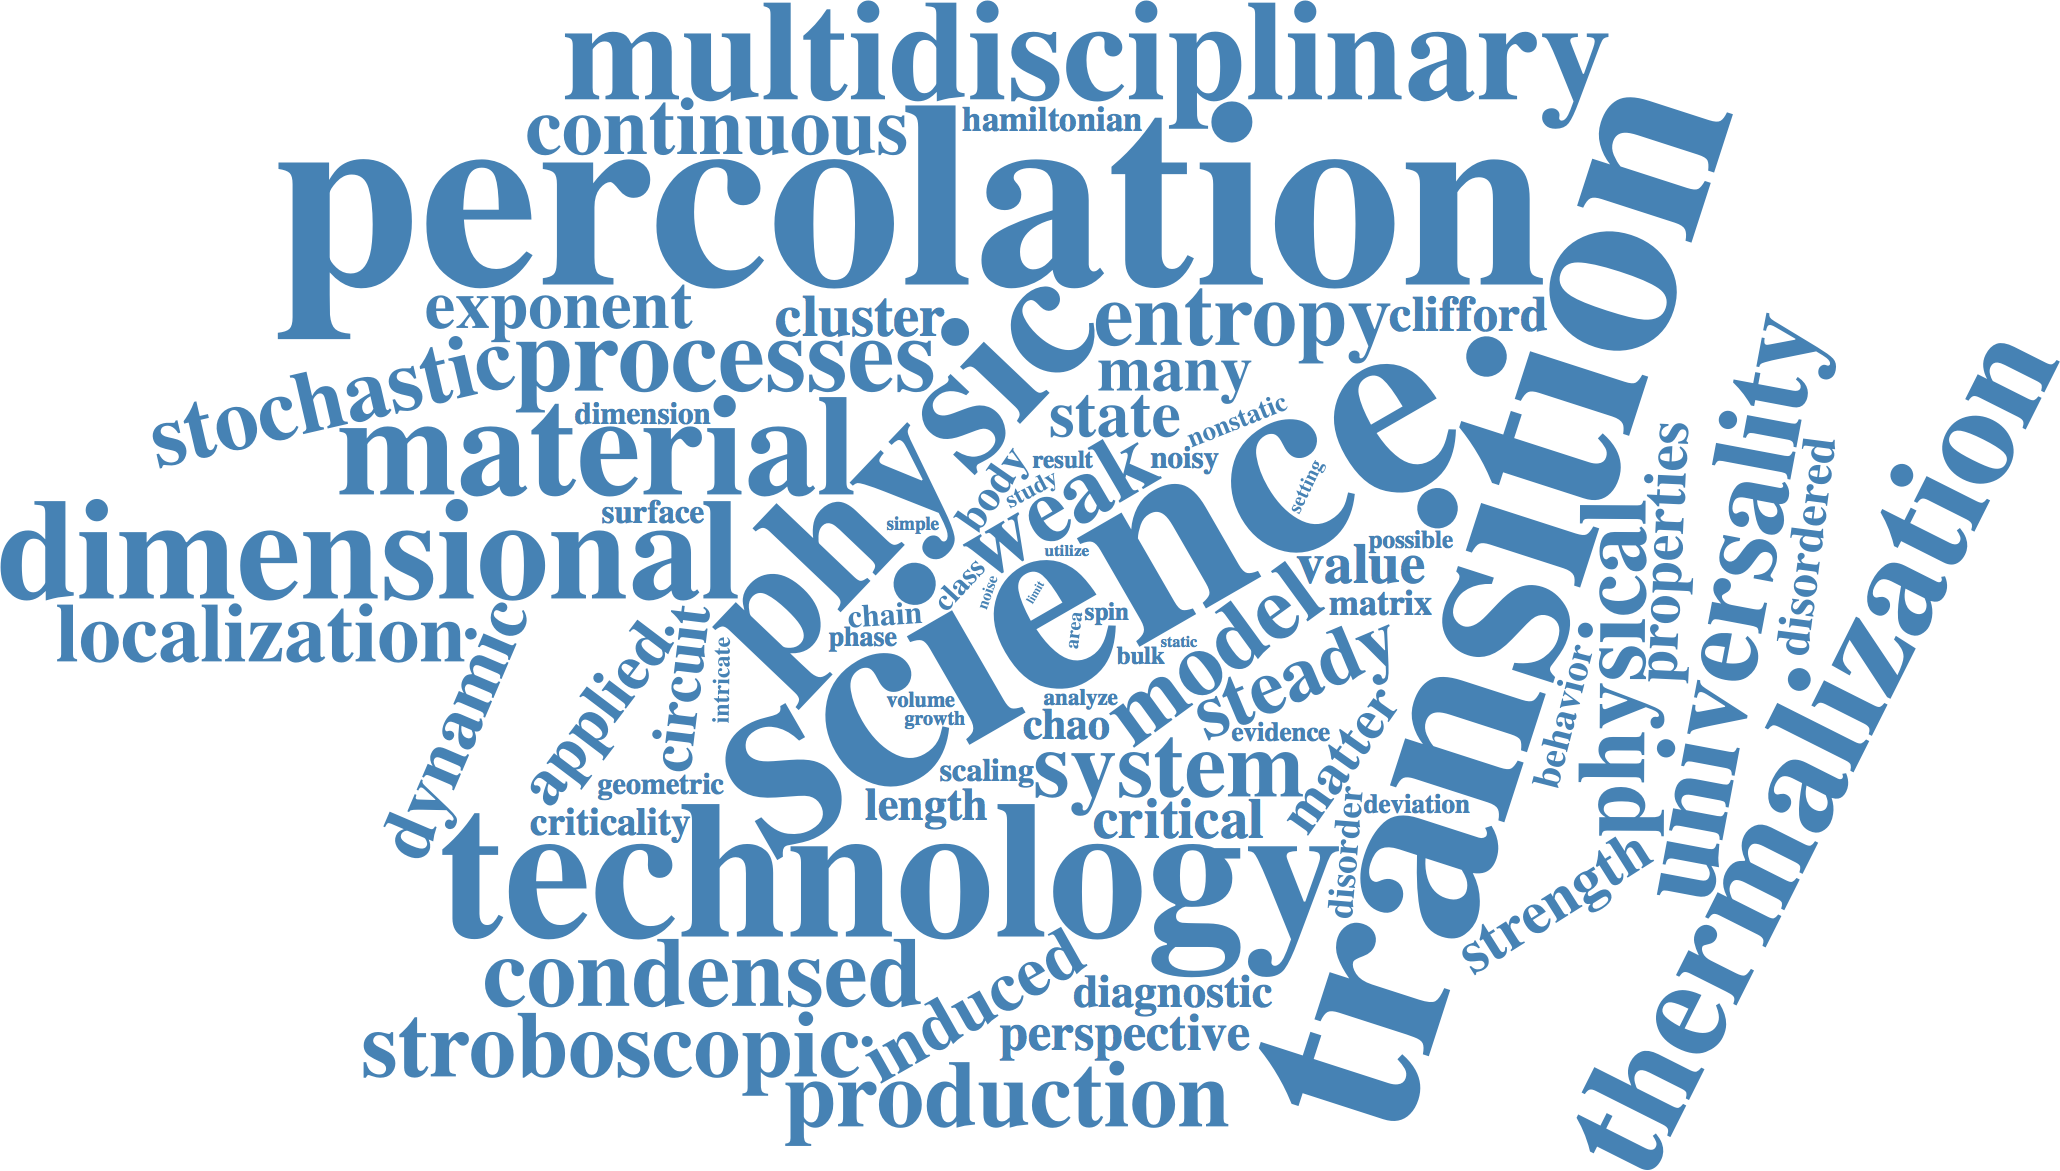 multidisciplinary
continuous
hamiltonian
percolation
transition
exponent
cluster
entropy
clifford
physic
stochastic
processes
many
universality
thermalization
dimension
material
state
nonstatic
science
body
result
noisy
study
weak
setting
properties
disordered
dimensional
surface
simple
utilize
possible
physical
class
noise
limit
value
localization
chain
phase
area
spin
matrix
model
dynamic
applied
circuit
intricate
bulk
static
steady
behavior
volume
growth
analyze
chao
evidence
matter
geometric
scaling
system
criticality
length
critical
disorder
deviation
technology
strength
condensed
induced
diagnostic
stroboscopic
perspective
production